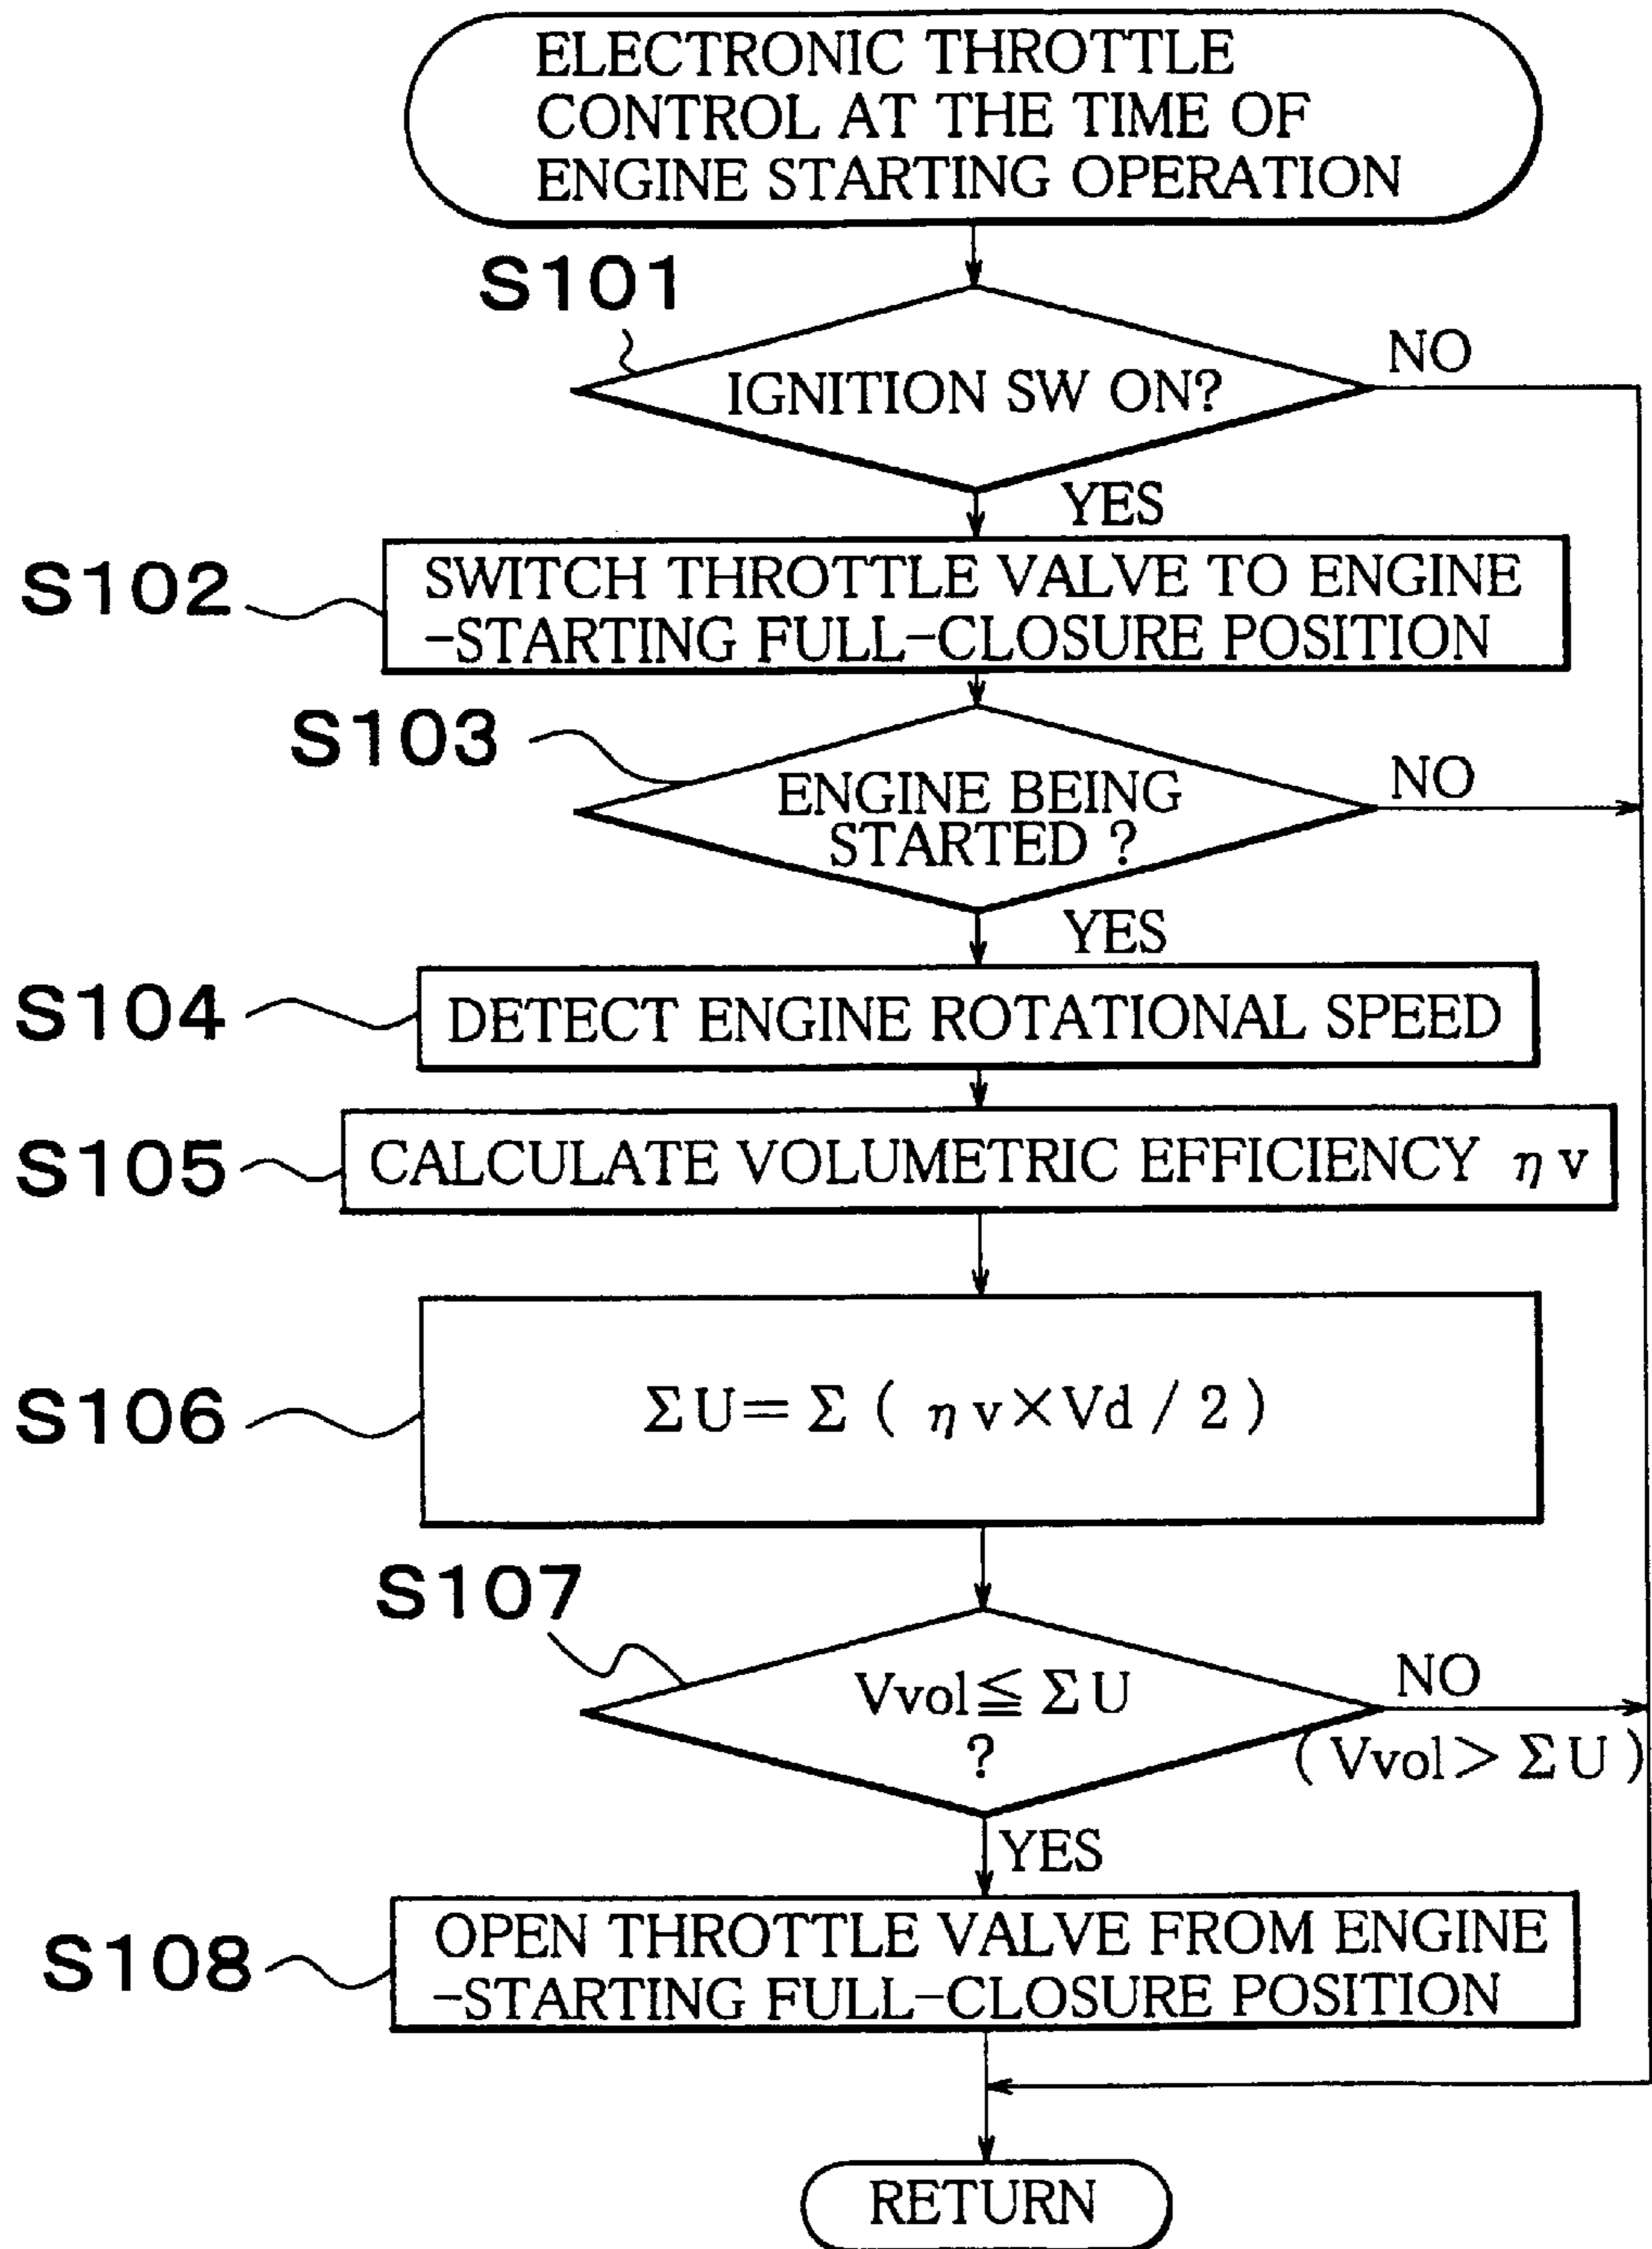 ELECTRONIC THROTTLE
CONTROL AT THE TIME OF
ENGINE STARTING OPERATION
S101
IGNITION SW ON?
NO
YES
S102
SWITCH THROTTLE VALVE TO ENGINE
-STARTING FULL-CLOSURE POSITION
S103
ENGINE BEING
STARTED ?
NO
YES
S104
DETECT ENGINE ROTATIONAL SPEED
S105
CALCULATE VOLUMETRIC EFFICIENCY ηv
S106
ΣU=Σ ( ηv×Vd / 2 )
S107
Vvol≦ΣU
?
NO
( Vvol>ΣU )
YES
S108
OPEN THROTTLE VALVE FROM ENGINE
-STARTING FULL-CLOSURE POSITION
RETURN